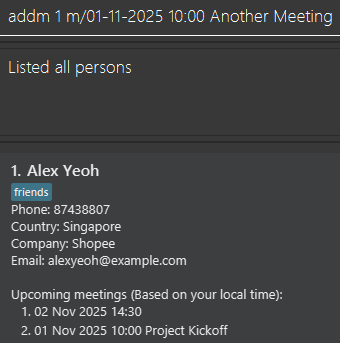 addm 1 m/01-11-2025 10:00 Another Meeting
Listed all persons
1. Alex Yeoh
friends
Phone: 87438807
Country: Singapore
Company: Shopee
Email: alexyeoh@example.com
Upcoming meetings (Based on your local time):
1. 02 Nov 2025 14:30
2. 01 Nov 2025 10:00 Project Kickoff